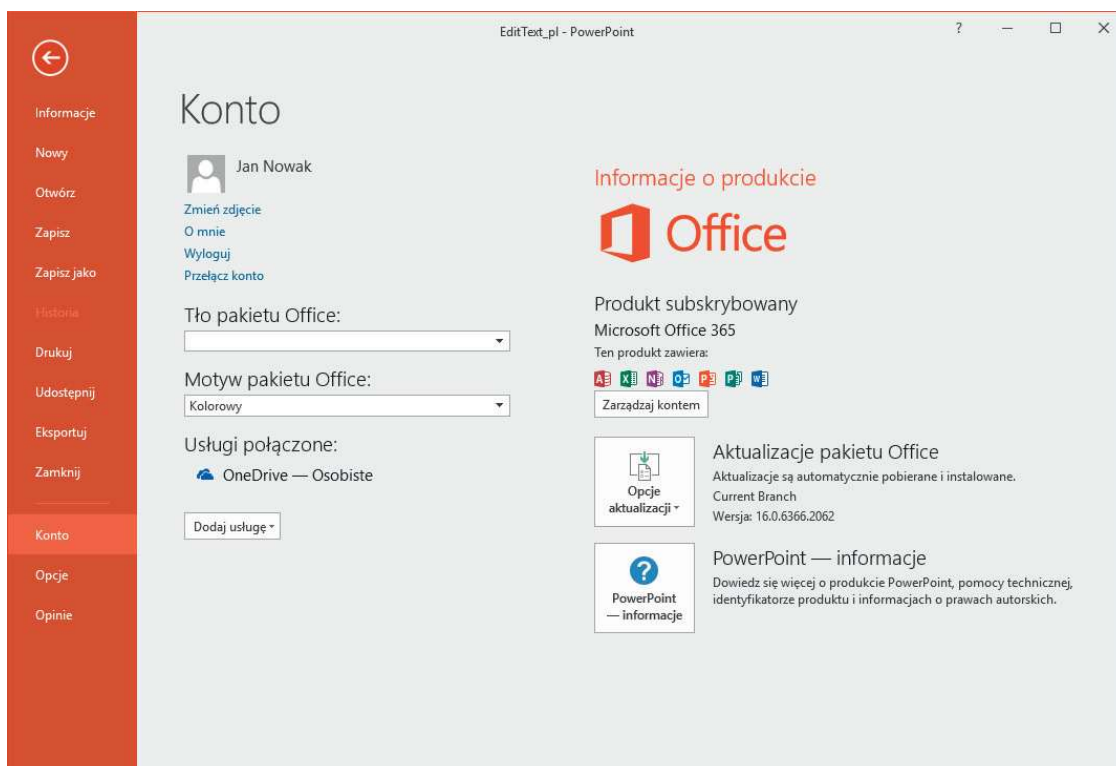 EditText_pl - PowerPoint
?
Informacje
Nowy
Otwórz
Zapisz
Zapisz jako
Historia
Drukuj
Udostępnij
Eksportuj
Zamknij
Konto
Opcje
Opinie
Konto
Jan Nowak
Zmień zdjęcie
O mnie
Wyloguj
Przełącz konto
Tło pakietu Office:
Motyw pakietu Office:
Kolorowy
Usługi połączone:
OneDrive — Osobiste
Dodaj usługę
Informacje o produkcie
Office
Produkt subskrybowany
Microsoft Office 365
Ten produkt zawiera:
Zarządzaj kontem
Opcje
aktualizacji
Aktualizacje pakietu Office
Aktualizacje są automatycznie pobierane i instalowane.
Current Branch
Wersja: 16.0.6366.2062
PowerPoint
— informacje
PowerPoint — informacje
Dowiedz się więcej o produkcie PowerPoint, pomocy technicznej,
identyfikatorze produktu i informacjach o prawach autorskich.